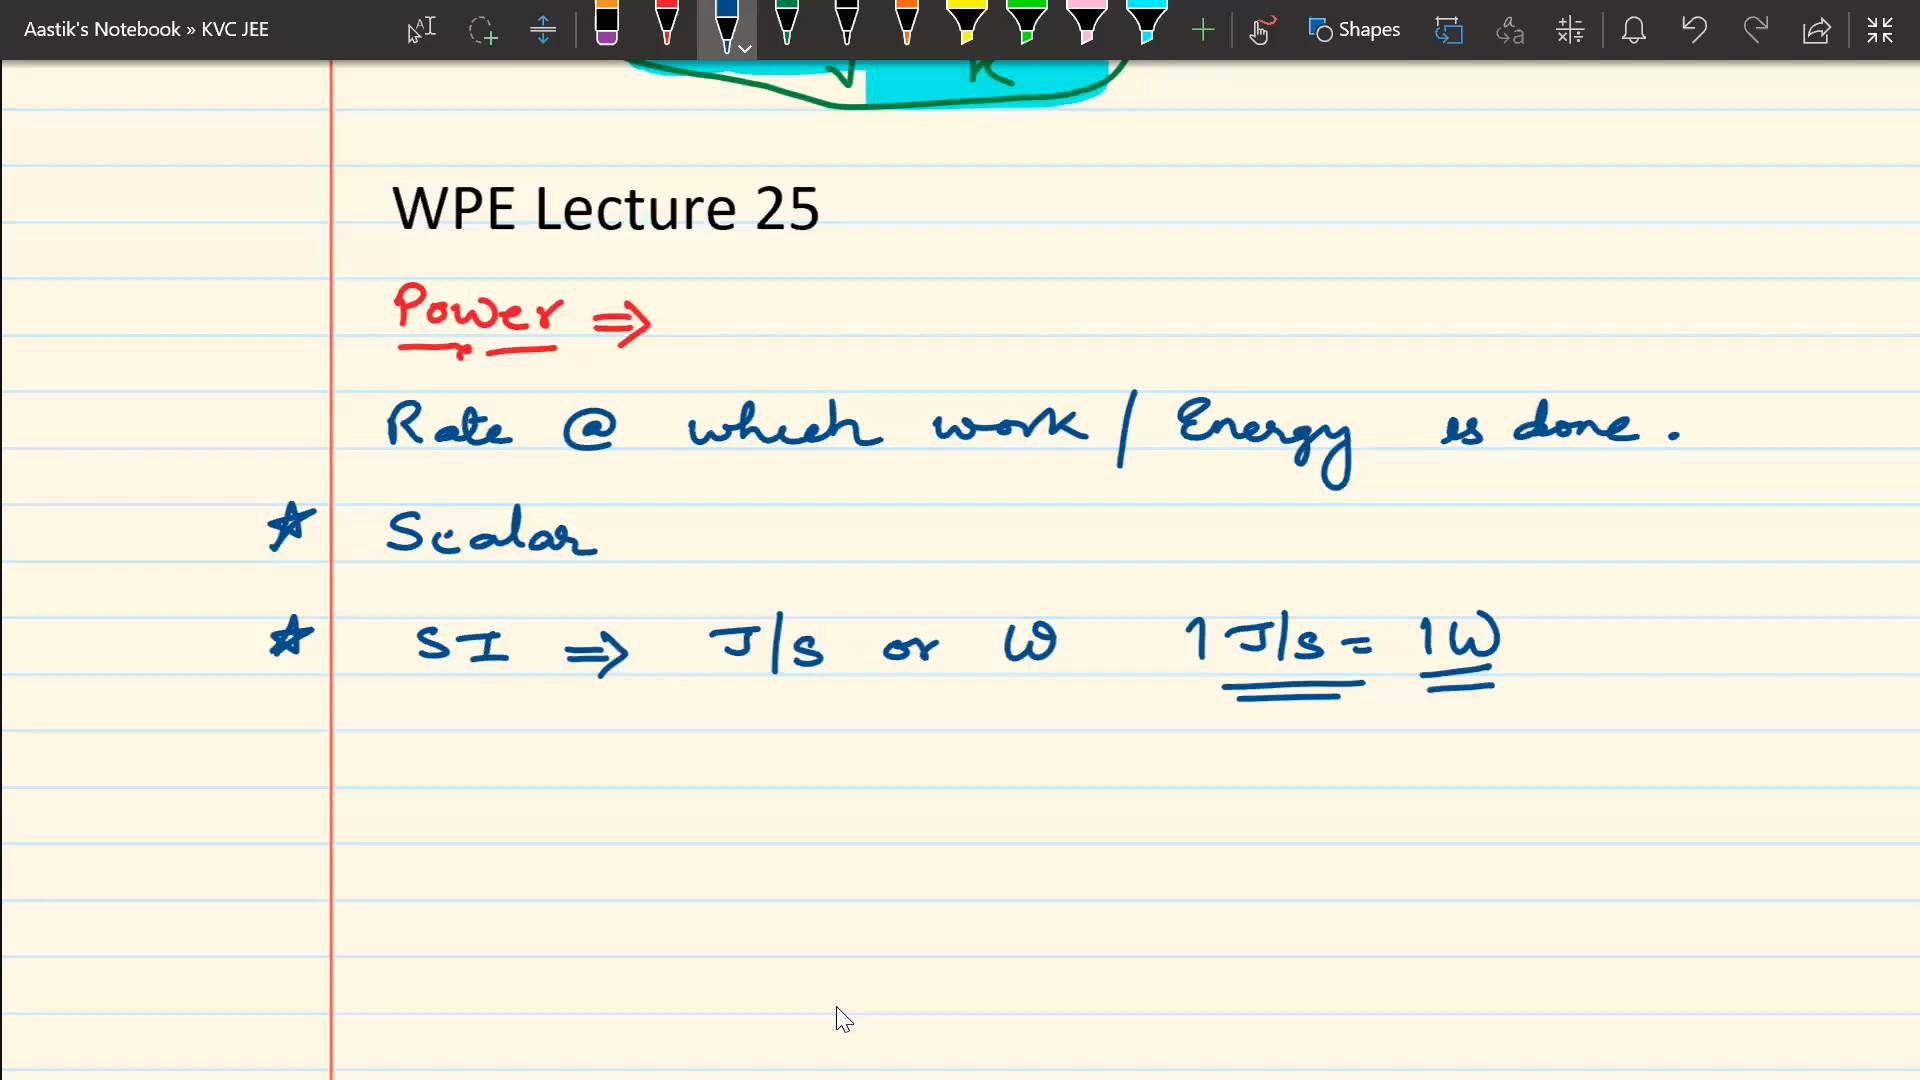 Aastik's Notebook » KVC JEE
Shapes
WPE Lecture 25
Power ⇒
Rate @ which work / Energy is done.
☆ Scalar
☆ SI ⇒ J/s or W 1 J/s = 1W